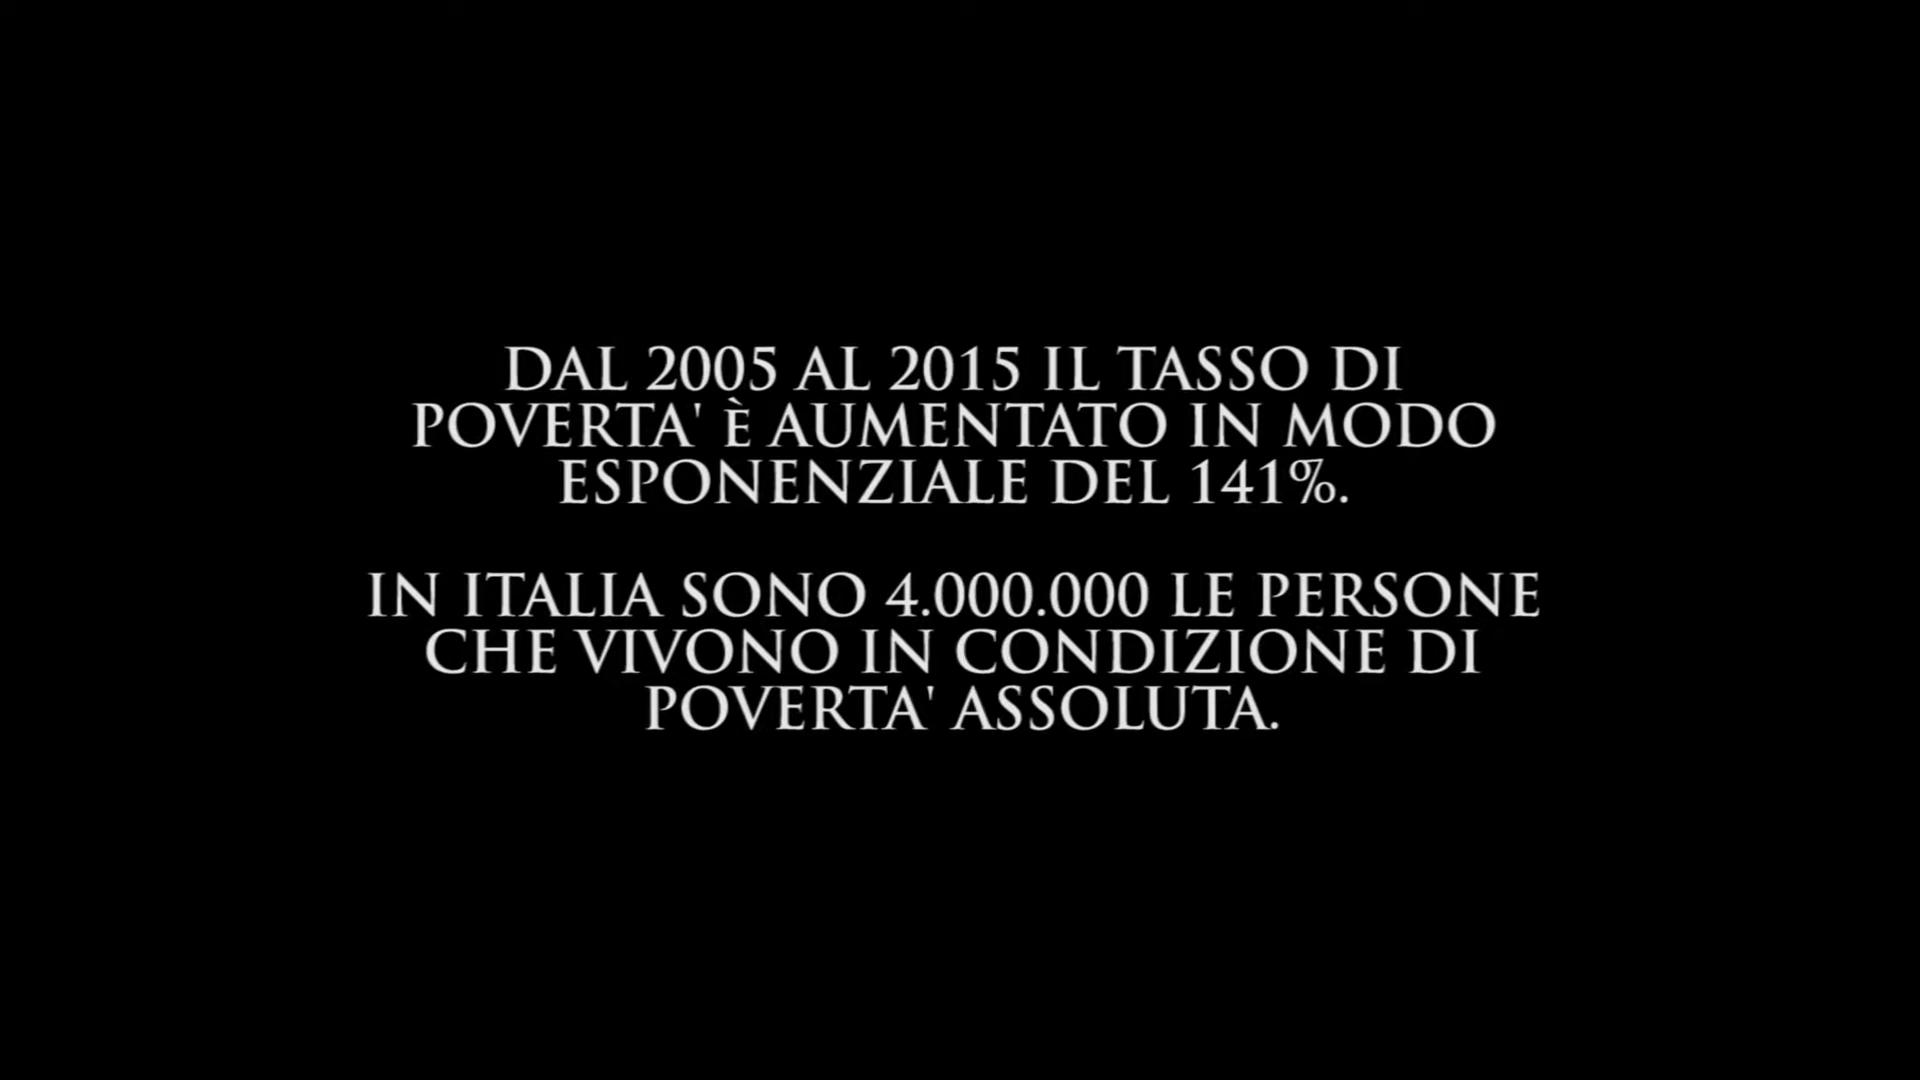 DAL 2005 AL 2015 IL TASSO DI
POVERTA' È AUMENTATO IN MODO
ESPONENZIALE DEL 141%.
IN ITALIA SONO 4.000.000 LE PERSONE
CHE VIVONO IN CONDIZIONE DI
POVERTA' ASSOLUTA.